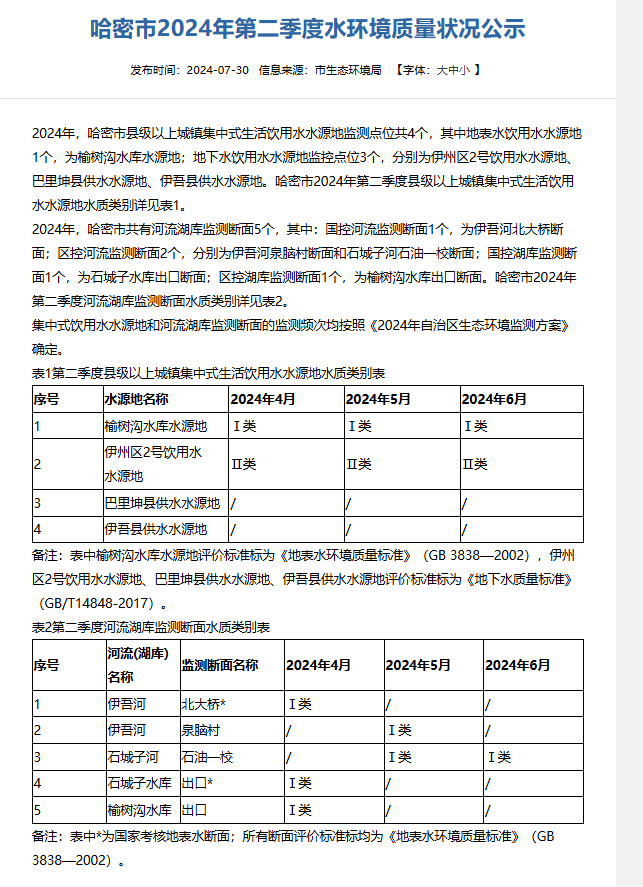 哈密市2024年第二季度水环境质量状况公示
发布时间：2024-07-30 信息来源：市生态环境局 【字体：大中小 】
2024年，哈密市县级以上城镇集中式生活饮用水水源地监测点位共4个，其中地表水饮用水水源地
1个，为榆树沟水库水源地；地下水饮用水水源地监控点位3个，分别为伊州区2号饮用水水源地、
巴里坤县供水水源地、伊吾县供水水源地。哈密市2024年第二季度县级以上城镇集中式生活饮用
水水源地水质类别详见表1。
2024年，哈密市共有河流湖库监测断面5个，其中：国控河流监测断面1个，为伊吾河北大桥断
面；区控河流监测断面2个，分别为伊吾河泉脑村断面和石城子河石油一校断面；国控湖库监测断
面1个，为石城子水库出口断面；区控湖库监测断面1个，为榆树沟水库出口断面。哈密市2024年
第二季度河流湖库监测断面水质类别详见表2。
集中式饮用水水源地和河流湖库监测断面的监测频次均按照《2024年自治区生态环境监测方案》
确定。
表1第二季度县级以上城镇集中式生活饮用水水源地水质类别表
序号 水源地名称 2024年4月 2024年5月 2024年6月
1 榆树沟水库水源地 Ⅰ类 Ⅰ类 Ⅰ类
2 伊州区2号饮用水
水源地 Ⅱ类 Ⅱ类 Ⅱ类
3 巴里坤县供水水源地 / / /
4 伊吾县供水水源地 / / /
备注：表中榆树沟水库水源地评价标准标为《地表水环境质量标准》（GB 3838—2002），伊州
区2号饮用水水源地、巴里坤县供水水源地、伊吾县供水水源地评价标准标为《地下水质量标准》
（GB/T14848-2017）。
表2第二季度河流湖库监测断面水质类别表
序号 河流(湖库)
名称 监测断面名称 2024年4月 2024年5月 2024年6月
1 伊吾河 北大桥* Ⅰ类 / /
2 伊吾河 泉脑村 / Ⅰ类 /
3 石城子河 石油一校 / Ⅰ类 Ⅰ类
4 石城子水库 出口* Ⅰ类 / /
5 榆树沟水库 出口 Ⅰ类 / /
备注：表中*为国家考核地表水断面；所有断面评价标准标均为《地表水环境质量标准》（GB
3838—2002）。